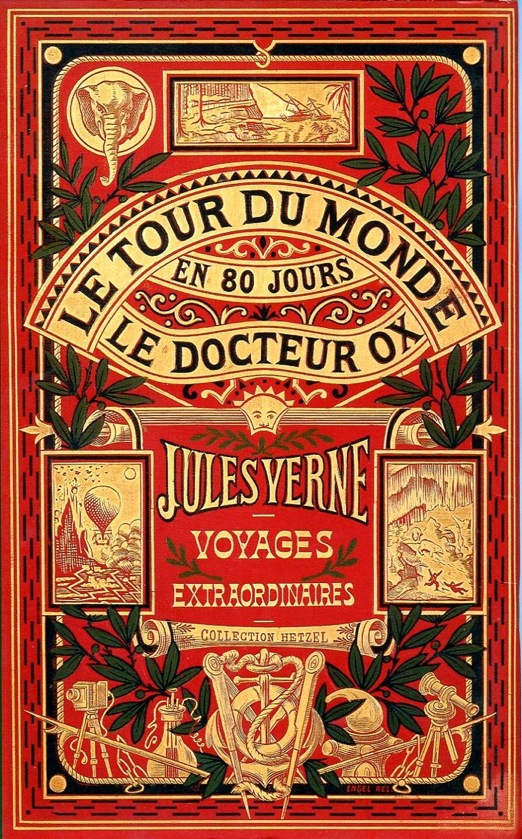 LE TOUR DU MONDE
EN 80 JOURS
LE DOCTEUR OX
JULES VERNE
VOYAGES
EXTRAORDINAIRES
COLLECTION HETZEL
ENGEL REL